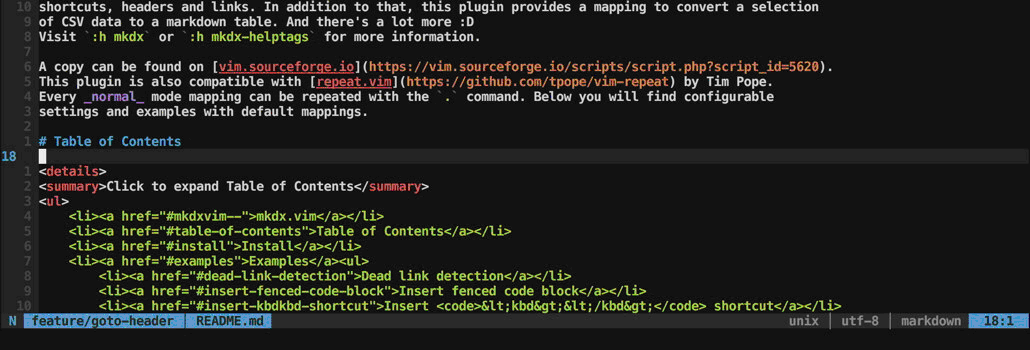 10 shortcuts, headers and links. In addition to that, this plugin provides a mapping to convert a selection
9 of CSV data to a markdown table. And there's a lot more :D
8 Visit `:h mkdx` or `:h mkdx-helptags` for more information.
7
6 A copy can be found on [vim.sourceforge.io](https://vim.sourceforge.io/scripts/script.php?script_id=5620).
5 This plugin is also compatible with [repeat.vim](https://github.com/tpope/vim-repeat) by Tim Pope.
4 Every _normal_ mode mapping can be repeated with the `.` command. Below you will find configurable
3 settings and examples with default mappings.
2
1 # Table of Contents
18
1 <details>
2 <summary>Click to expand Table of Contents</summary>
3 <ul>
4     <li><a href="#mkdxvim--">mkdx.vim</a></li>
5     <li><a href="#table-of-contents">Table of Contents</a></li>
6     <li><a href="#install">Install</a></li>
7     <li><a href="#examples">Examples</a><ul>
8         <li><a href="#dead-link-detection">Dead link detection</a></li>
9         <li><a href="#insert-fenced-code-block">Insert fenced code block</a></li>
10         <li><a href="#insert-kbdkbd-shortcut">Insert <code>&lt;kbd&gt;&lt;/kbd&gt;</code> shortcut</a></li>
N feature/goto-header README.md unix utf-8 markdown 18:1